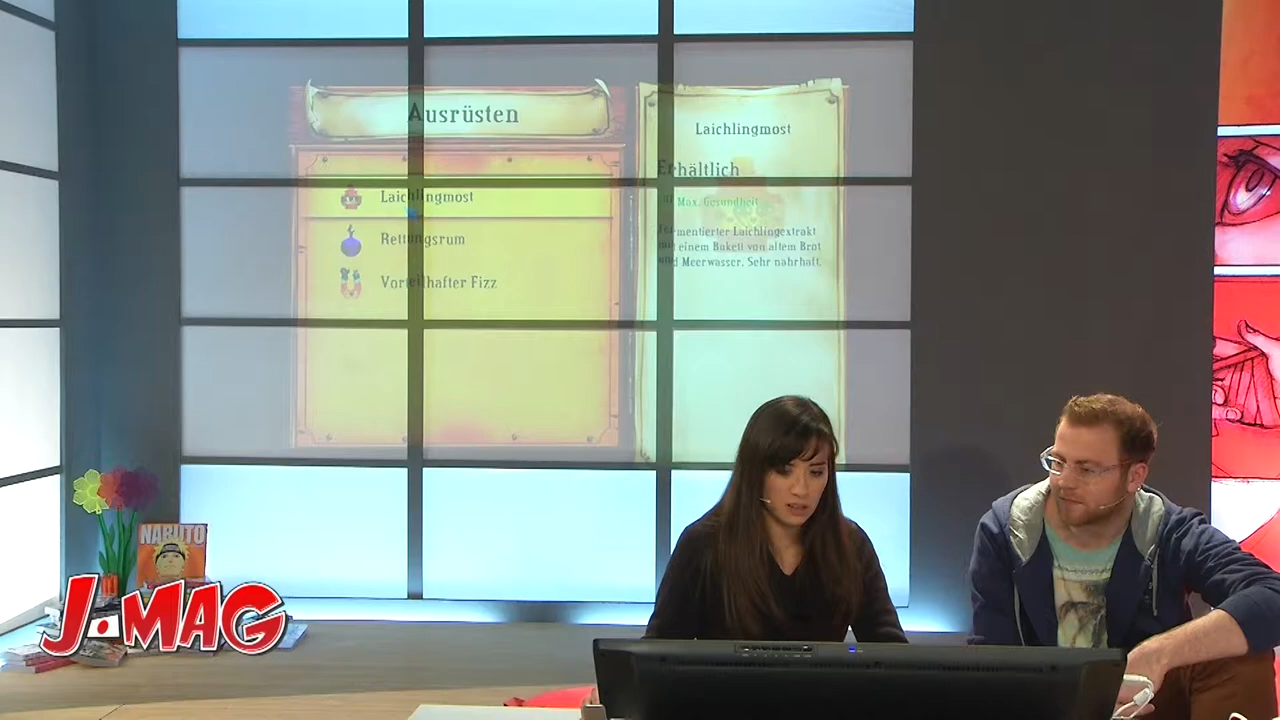 Ausrüsten
Laichlingmost
Rettungsrum
Vorteilhafter Fizz
Laichlingmost
Erhältlich
Max. Gesundheit
Fermentierter Laichlingextrakt
mit einem Bukett von altem Brot
und Meerwasser. Sehr nahrhaft.
NARUTO
J-MAG